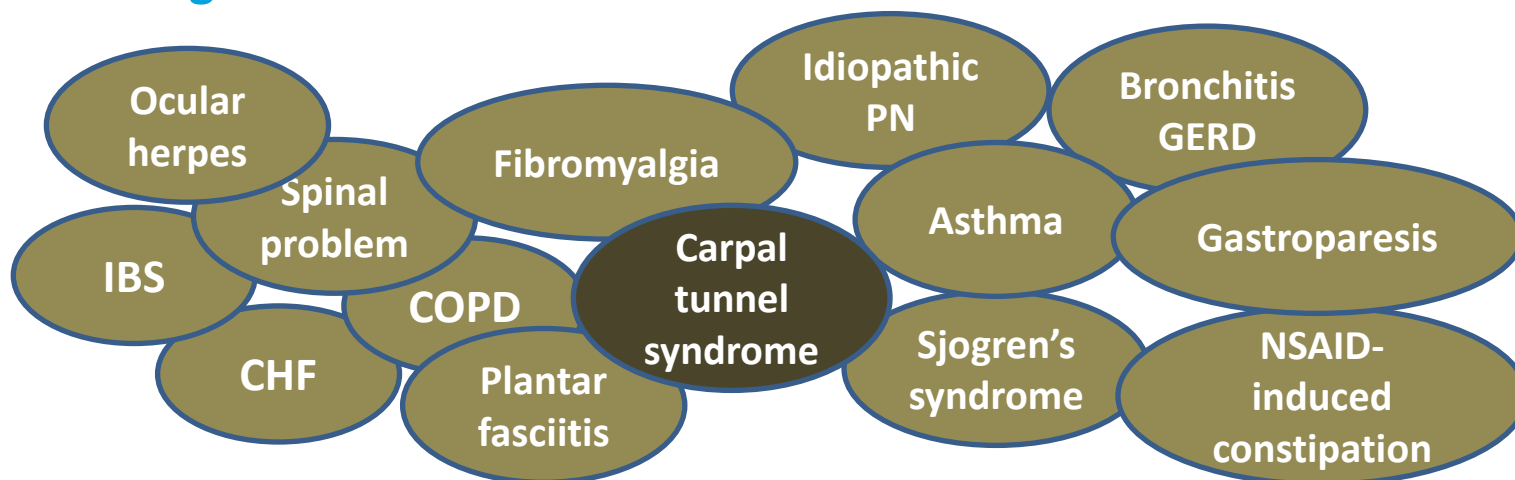 Ocular
herpes
Spinal
problem
IBS
CHF
COPD
Plantar
fasciitis
Fibromyalgia
Carpal
tunnel
syndrome
Idiopathic
PN
Bronchitis
GERD
Asthma
Gastroparesis
Sjogren’s
syndrome
NSAID-
induced
constipation